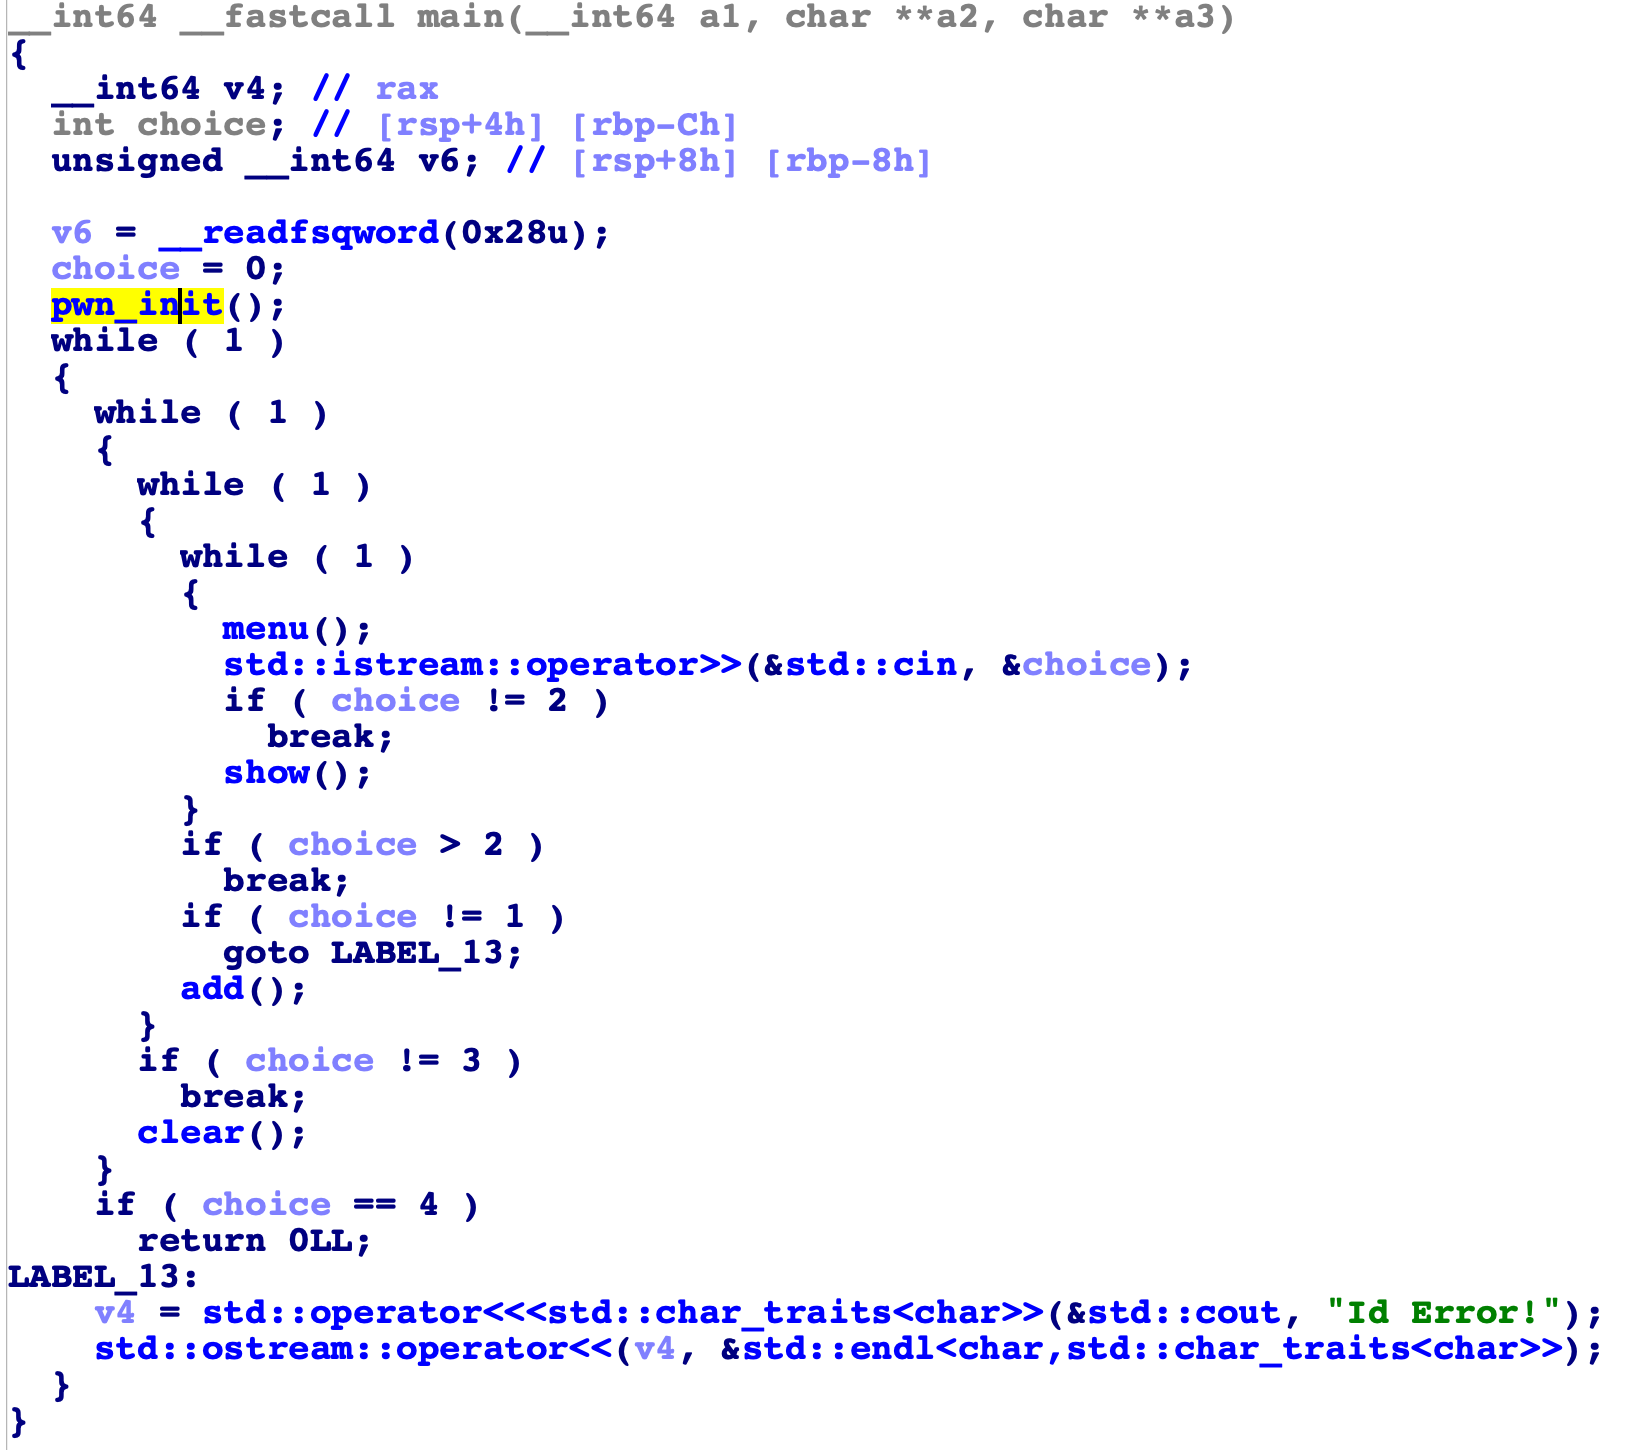 __int64 __fastcall main(__int64 a1, char **a2, char **a3)
{
  __int64 v4; // rax
  int choice; // [rsp+4h] [rbp-Ch]
  unsigned __int64 v6; // [rsp+8h] [rbp-8h]

  v6 = __readfsqword(0x28u);
  choice = 0;
  pwn_init();
  while ( 1 )
  {
    while ( 1 )
    {
      while ( 1 )
      {
        while ( 1 )
        {
          menu();
          std::istream::operator>>(&std::cin, &choice);
          if ( choice != 2 )
            break;
          show();
        }
        if ( choice > 2 )
          break;
        if ( choice != 1 )
          goto LABEL_13;
        add();
      }
      if ( choice != 3 )
        break;
      clear();
    }
    if ( choice == 4 )
      return 0LL;
LABEL_13:
    v4 = std::operator<<<std::char_traits<char>>(&std::cout, "Id Error!");
    std::ostream::operator<<(v4, &std::endl<char,std::char_traits<char>>);
  }
}